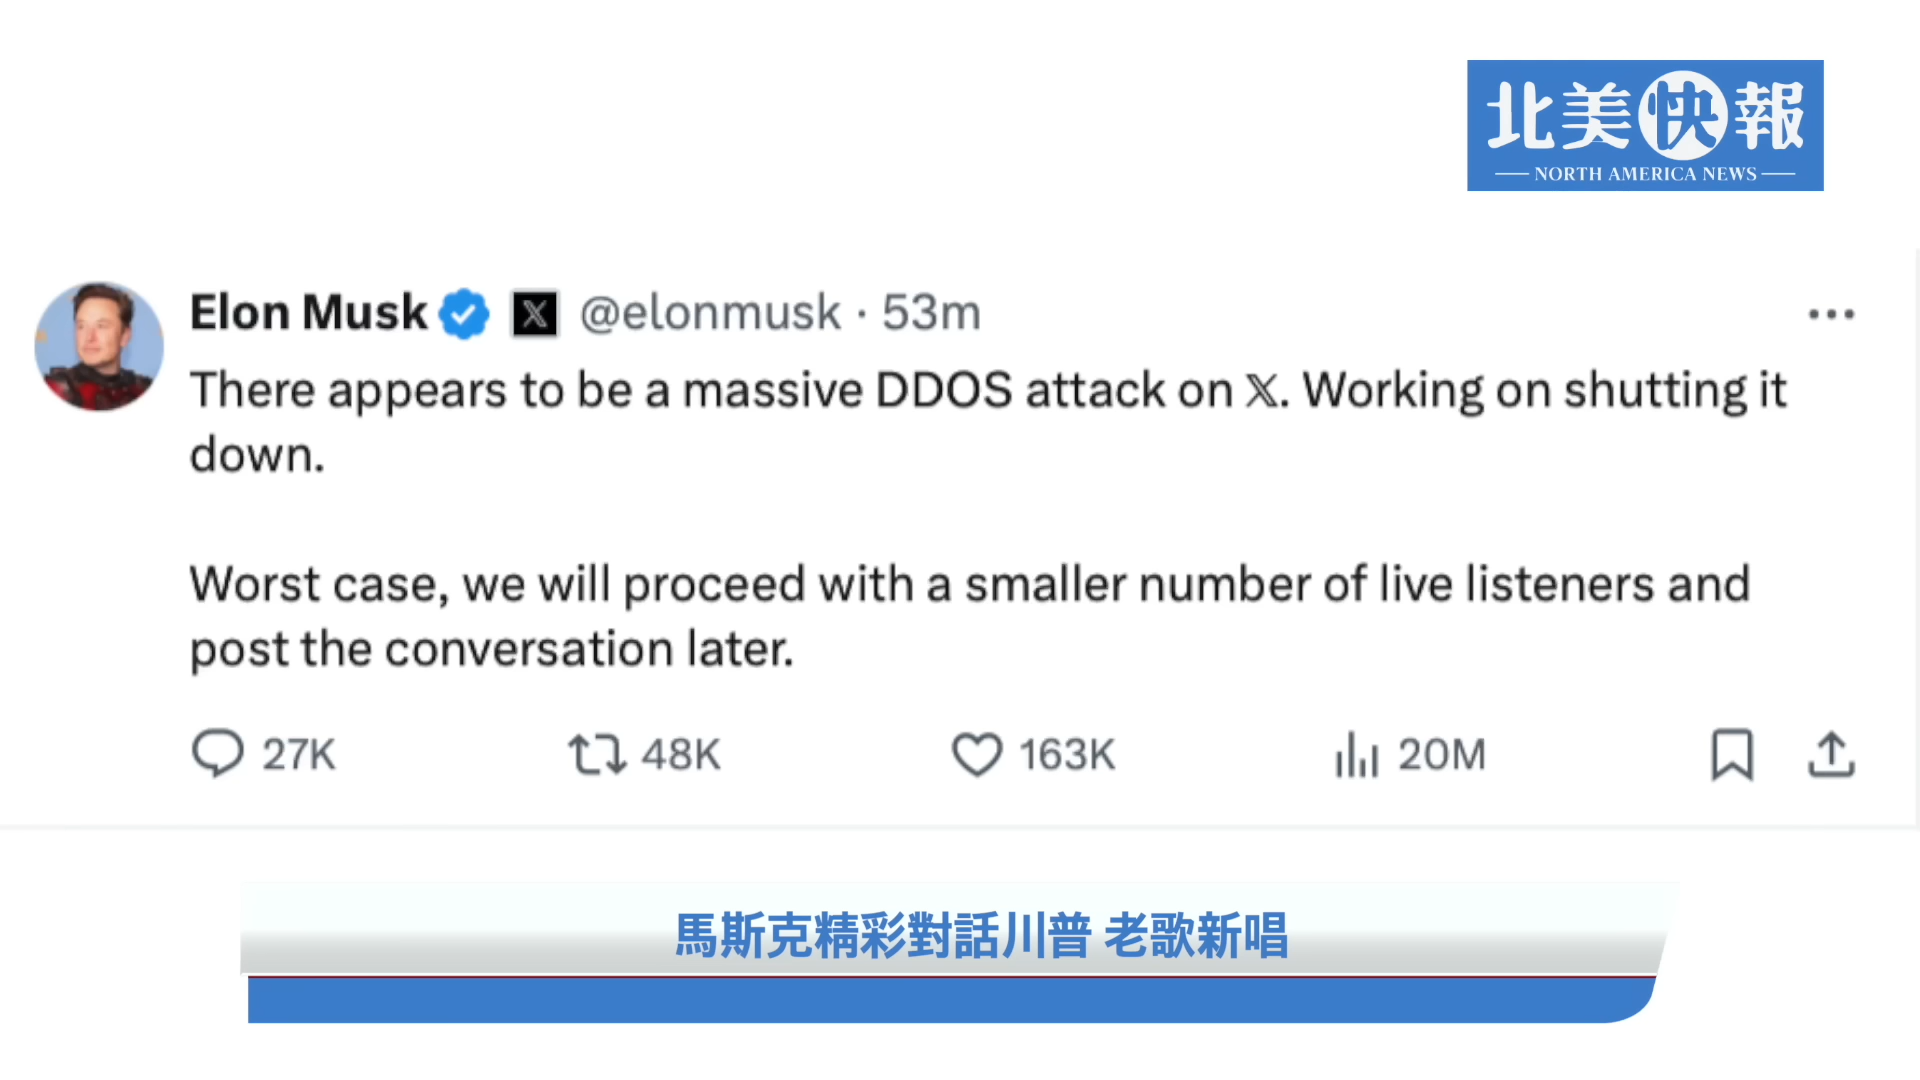 北美快報
NORTH AMERICA NEWS
Elon Musk @elonmusk · 53m
There appears to be a massive DDOS attack on 𝕏. Working on shutting it
down.
Worst case, we will proceed with a smaller number of live listeners and
post the conversation later.
27K 48K 163K 20M
馬斯克精彩對話川普 老歌新唱